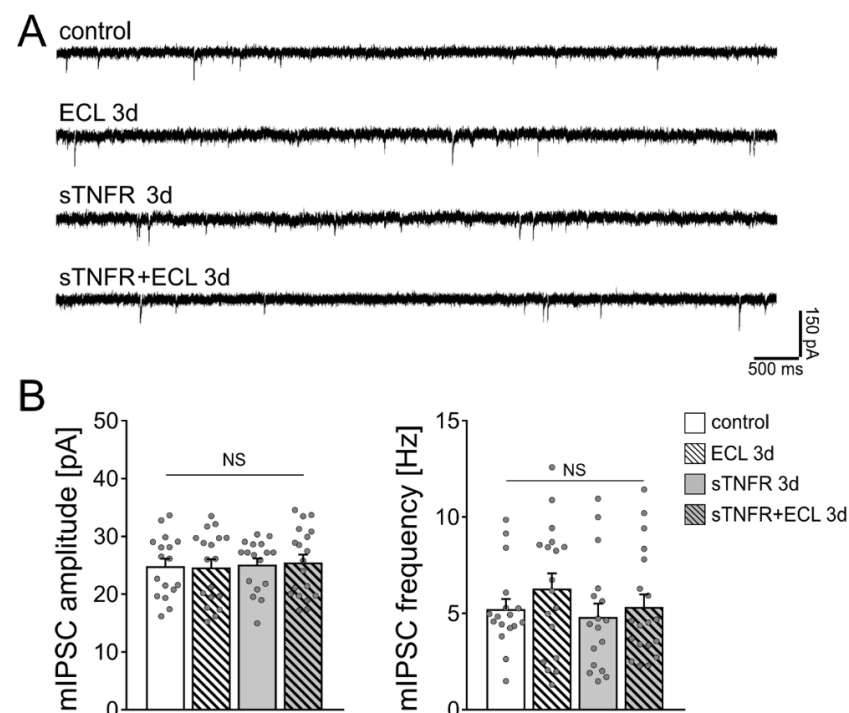 A
control
ECL 3d
sTNFR 3d
sTNFR+ECL 3d
150 pA
500 ms
B
mIPSC amplitude [pA]
50
40
30
20
10
0
NS
mIPSC frequency [Hz]
15
10
5
0
NS
control
ECL 3d
sTNFR 3d
sTNFR+ECL 3d